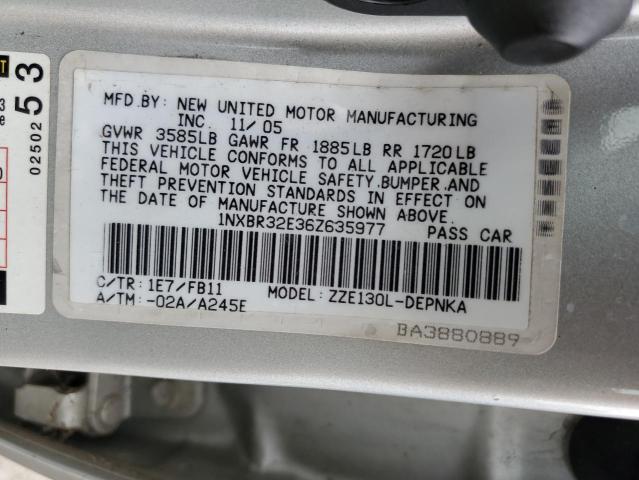 MFD.BY: NEW UNITED MOTOR MANUFACTURING
INC. 11/05
GVWR 3585LB GAWR FR 1885LB RR 1720LB
THIS VEHICLE CONFORMS TO ALL APPLICABLE
FEDERAL MOTOR VEHICLE SAFETY.BUMPER.AND
THEFT PREVENTION STANDARDS IN EFFECT ON
THE DATE OF MANUFACTURE SHOWN ABOVE.
1NXBR32E36Z635977 PASS CAR
C/TR: 1E7/FB11
A/TM: -02A/A245E MODEL: ZZE130L-DEPNKA
BA3880889
53
02502